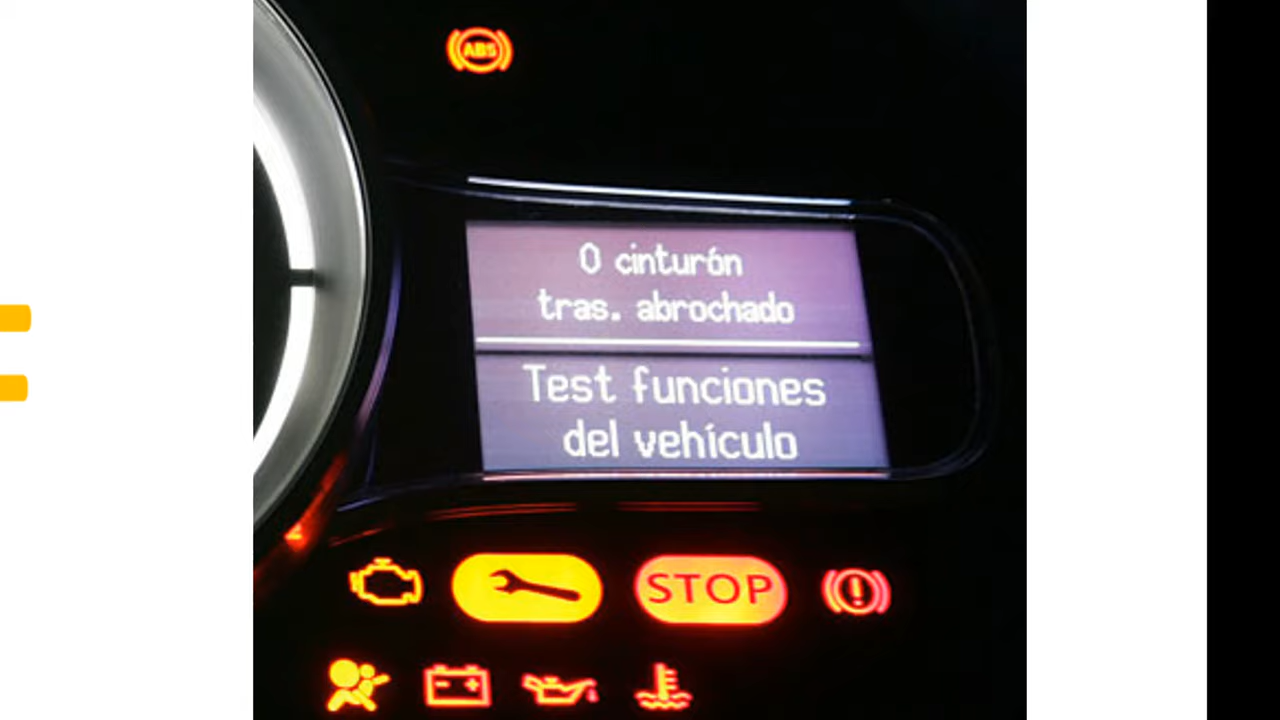 ABS
0 cinturón
tras. abrochado
Test funciones
del vehículo
STOP